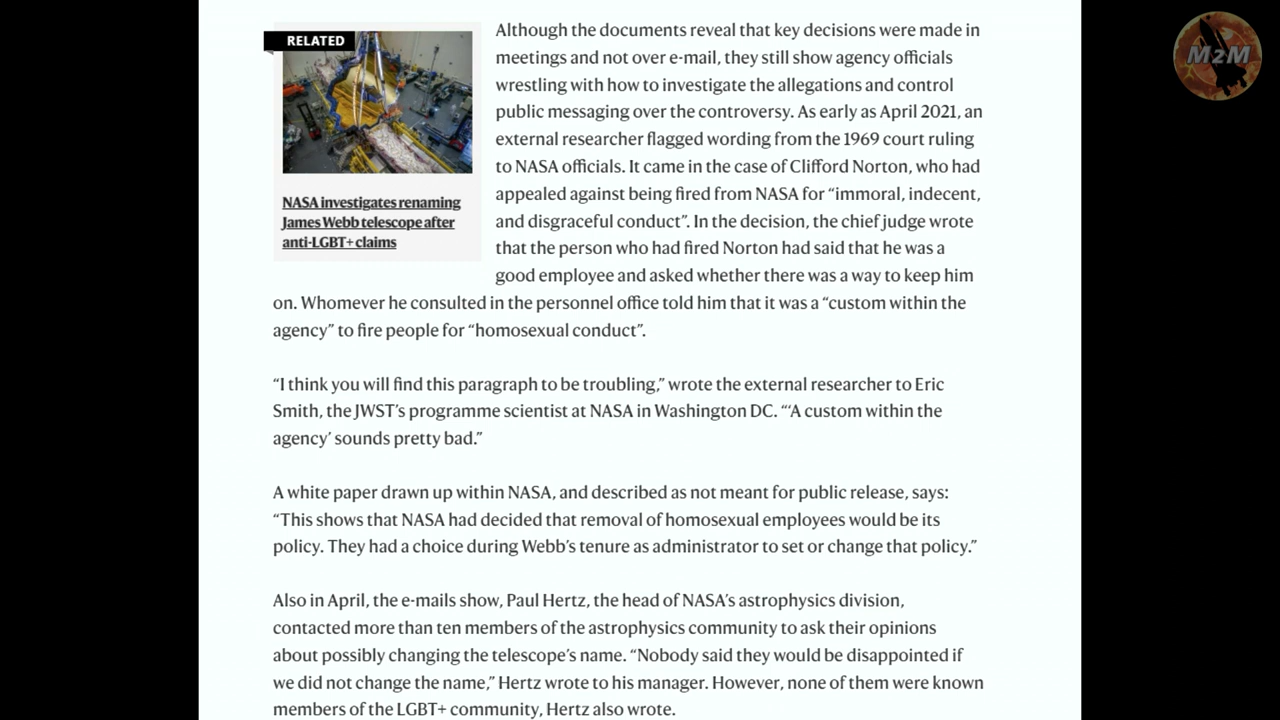 RELATED
NASA investigates renaming
James Webb telescope after
anti-LGBT+ claims
Although the documents reveal that key decisions were made in
meetings and not over e-mail, they still show agency officials
wrestling with how to investigate the allegations and control
public messaging over the controversy. As early as April 2021, an
external researcher flagged wording from the 1969 court ruling
to NASA officials. It came in the case of Clifford Norton, who had
appealed against being fired from NASA for “immoral, indecent,
and disgraceful conduct”. In the decision, the chief judge wrote
that the person who had fired Norton had said that he was a
good employee and asked whether there was a way to keep him
on. Whomever he consulted in the personnel office told him that it was a “custom within the
agency” to fire people for “homosexual conduct”.
“I think you will find this paragraph to be troubling,” wrote the external researcher to Eric
Smith, the JWST’s programme scientist at NASA in Washington DC. “‘A custom within the
agency’ sounds pretty bad.”
A white paper drawn up within NASA, and described as not meant for public release, says:
“This shows that NASA had decided that removal of homosexual employees would be its
policy. They had a choice during Webb’s tenure as administrator to set or change that policy.”
Also in April, the e-mails show, Paul Hertz, the head of NASA’s astrophysics division,
contacted more than ten members of the astrophysics community to ask their opinions
about possibly changing the telescope’s name. “Nobody said they would be disappointed if
we did not change the name,” Hertz wrote to his manager. However, none of them were known
members of the LGBT+ community, Hertz also wrote.
M2M